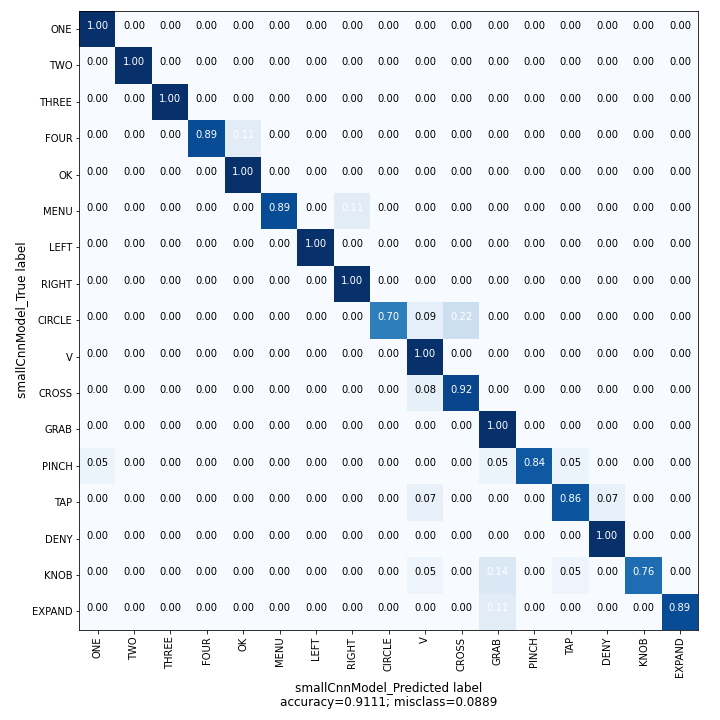 ONE 1.00 0.00 0.00 0.00 0.00 0.00 0.00 0.00 0.00 0.00 0.00 0.00 0.00 0.00 0.00 0.00 0.00
TWO 0.00 1.00 0.00 0.00 0.00 0.00 0.00 0.00 0.00 0.00 0.00 0.00 0.00 0.00 0.00 0.00 0.00
THREE 0.00 0.00 1.00 0.00 0.00 0.00 0.00 0.00 0.00 0.00 0.00 0.00 0.00 0.00 0.00 0.00 0.00
FOUR 0.00 0.00 0.00 0.89 0.11 0.00 0.00 0.00 0.00 0.00 0.00 0.00 0.00 0.00 0.00 0.00 0.00
OK 0.00 0.00 0.00 0.00 1.00 0.00 0.00 0.00 0.00 0.00 0.00 0.00 0.00 0.00 0.00 0.00 0.00
MENU 0.00 0.00 0.00 0.00 0.00 0.89 0.00 0.11 0.00 0.00 0.00 0.00 0.00 0.00 0.00 0.00 0.00
LEFT 0.00 0.00 0.00 0.00 0.00 0.00 1.00 0.00 0.00 0.00 0.00 0.00 0.00 0.00 0.00 0.00 0.00
RIGHT 0.00 0.00 0.00 0.00 0.00 0.00 0.00 1.00 0.00 0.00 0.00 0.00 0.00 0.00 0.00 0.00 0.00
CIRCLE 0.00 0.00 0.00 0.00 0.00 0.00 0.00 0.00 0.70 0.09 0.22 0.00 0.00 0.00 0.00 0.00 0.00
V 0.00 0.00 0.00 0.00 0.00 0.00 0.00 0.00 0.00 1.00 0.00 0.00 0.00 0.00 0.00 0.00 0.00
CROSS 0.00 0.00 0.00 0.00 0.00 0.00 0.00 0.00 0.00 0.08 0.92 0.00 0.00 0.00 0.00 0.00 0.00
GRAB 0.00 0.00 0.00 0.00 0.00 0.00 0.00 0.00 0.00 0.00 0.00 1.00 0.00 0.00 0.00 0.00 0.00
PINCH 0.05 0.00 0.00 0.00 0.00 0.00 0.00 0.00 0.00 0.00 0.00 0.05 0.84 0.05 0.00 0.00 0.00
TAP 0.00 0.00 0.00 0.00 0.00 0.00 0.00 0.00 0.00 0.07 0.00 0.00 0.00 0.86 0.07 0.00 0.00
DENY 0.00 0.00 0.00 0.00 0.00 0.00 0.00 0.00 0.00 0.00 0.00 0.00 0.00 0.00 1.00 0.00 0.00
KNOB 0.00 0.00 0.00 0.00 0.00 0.00 0.00 0.00 0.00 0.05 0.00 0.14 0.00 0.05 0.00 0.76 0.00
EXPAND 0.00 0.00 0.00 0.00 0.00 0.00 0.00 0.00 0.00 0.00 0.00 0.11 0.00 0.00 0.00 0.00 0.89
smallCnnModel_True label
ONE TWO THREE FOUR OK MENU LEFT RIGHT CIRCLE V CROSS GRAB PINCH TAP DENY KNOB EXPAND
smallCnnModel_Predicted label
accuracy=0.9111; misclass=0.0889